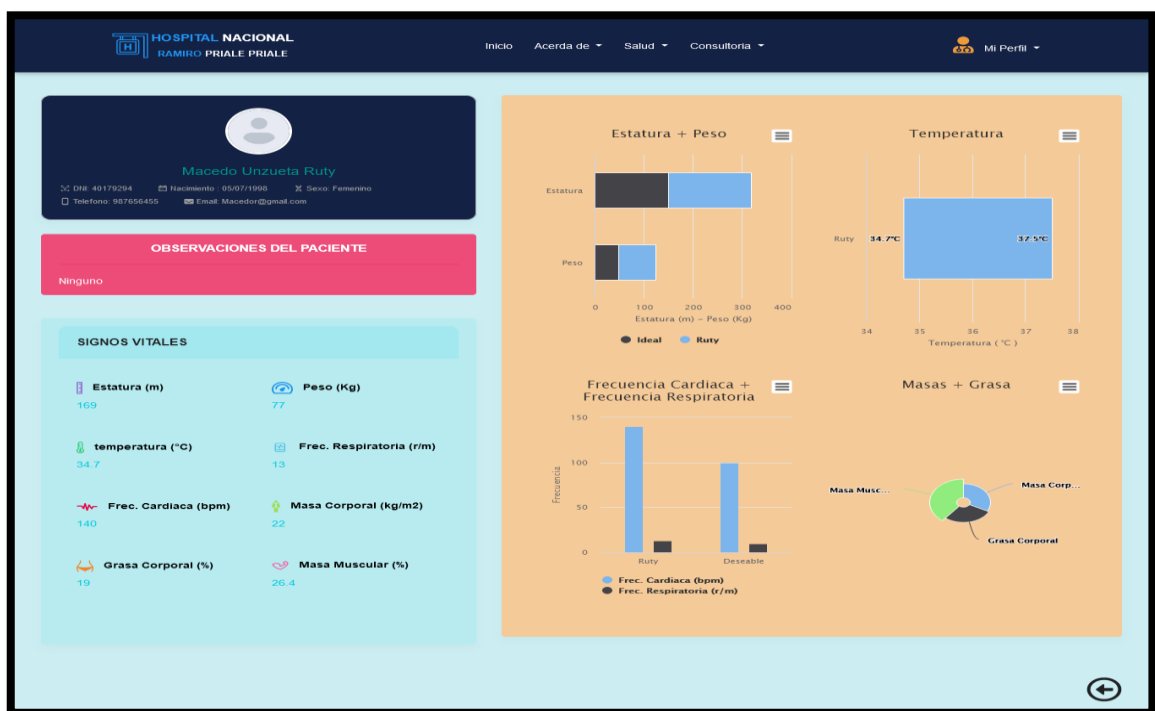 HOSPITAL NACIONAL
RAMIRO PRIALE PRIALE
Inicio Acerda de Salud Consultoria Mi Perfil
Macedo Unzueta Ruty
DNI: 40179294 Nacimiento : 05/07/1998 Sexo: Femenino
Telefono: 987656455 Email: Macedor@gmail.com
OBSERVACIONES DEL PACIENTE
Ninguno
SIGNOS VITALES
Estatura (m) Peso (Kg)
169 77
temperatura (°C) Frec. Respiratoria (r/m)
34.7 13
Frec. Cardiaca (bpm) Masa Corporal (kg/m2)
140 22
Grasa Corporal (%) Masa Muscular (%)
19 26.4
Estatura + Peso
Estatura
Peso
0 100 200 300 400
Estatura (m) - Peso (Kg)
Ideal Ruty
Temperatura
Ruty 34.7°C 37.5°C
34 35 36 37 38
Temperatura ( °C )
Frecuencia Cardiaca +
Frecuencia Respiratoria
Frecuencia
150
100
50
0
Ruty Deseable
Frec. Cardiaca (bpm)
Frec. Respiratoria (r/m)
Masas + Grasa
Masa Musc... Masa Corp...
Grasa Corporal